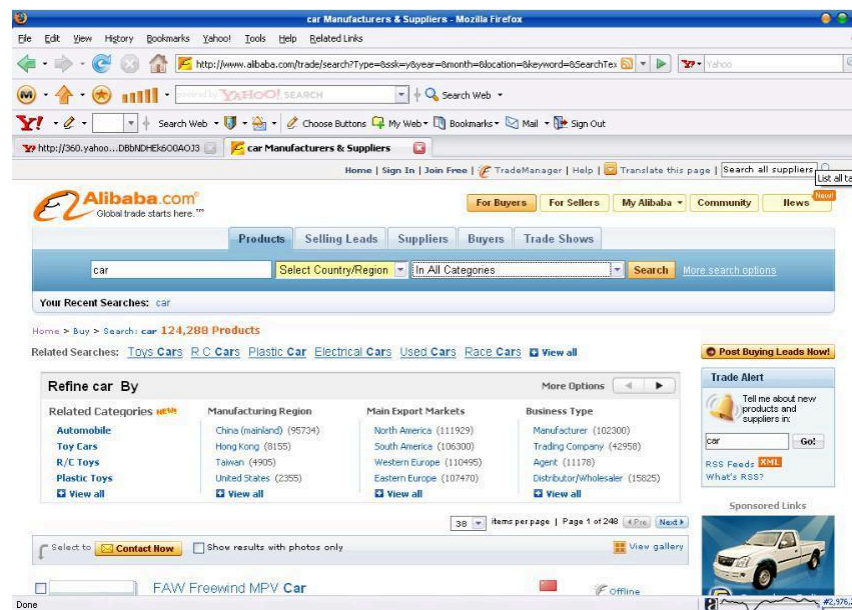 car Manufacturers & Suppliers - Mozilla Firefox
File Edit View History Bookmarks Yahoo! Tools Help Related Links
http://www.alibaba.com/trade/search?Type=&ssk=y&year=&month=&location=&keyword=&SearchTex Yahoo
powered by YAHOO! SEARCH Search Web
Y! Search Web Choose Buttons My Web Bookmarks Mail Sign Out
http://360.yahoo...DBbNDHEk6O0AOJ3 car Manufacturers & Suppliers
Home | Sign In | Join Free | TradeManager | Help | Translate this page | Search all suppliers
List all ta
Alibaba.com®
Global trade starts here.™
For Buyers For Sellers My Alibaba Community News New!
Products Selling Leads Suppliers Buyers Trade Shows
car Select Country/Region In All Categories Search More search options
Your Recent Searches: car
Home > Buy > Search: car 124,288 Products
Related Searches: Toys Cars R C Cars Plastic Car Electrical Cars Used Cars Race Cars View all
Post Buying Leads Now!
Refine car By More Options
Related Categories NEW! Manufacturing Region Main Export Markets Business Type
Automobile China (mainland) (95734) North America (111929) Manufacturer (102300)
Toy Cars Hong Kong (8155) South America (106300) Trading Company (42958)
R/C Toys Taiwan (4905) Western Europe (110495) Agent (11178)
Plastic Toys United States (2355) Eastern Europe (107470) Distributor/Wholesaler (15825)
View all View all View all View all
Trade Alert
Tell me about new
products and
suppliers in:
car Go!
RSS Feeds XML
What's RSS?
Sponsored Links
38 items per page | Page 1 of 248 Pre Next
Select to Contact Now Show results with photos only View gallery
FAW Freewind MPV Car Offline
Done #2,976,